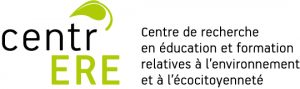 centr
ERE
Centre de recherche
en éducation et formation
relatives à l'environnement
et à l'écocitoyenneté